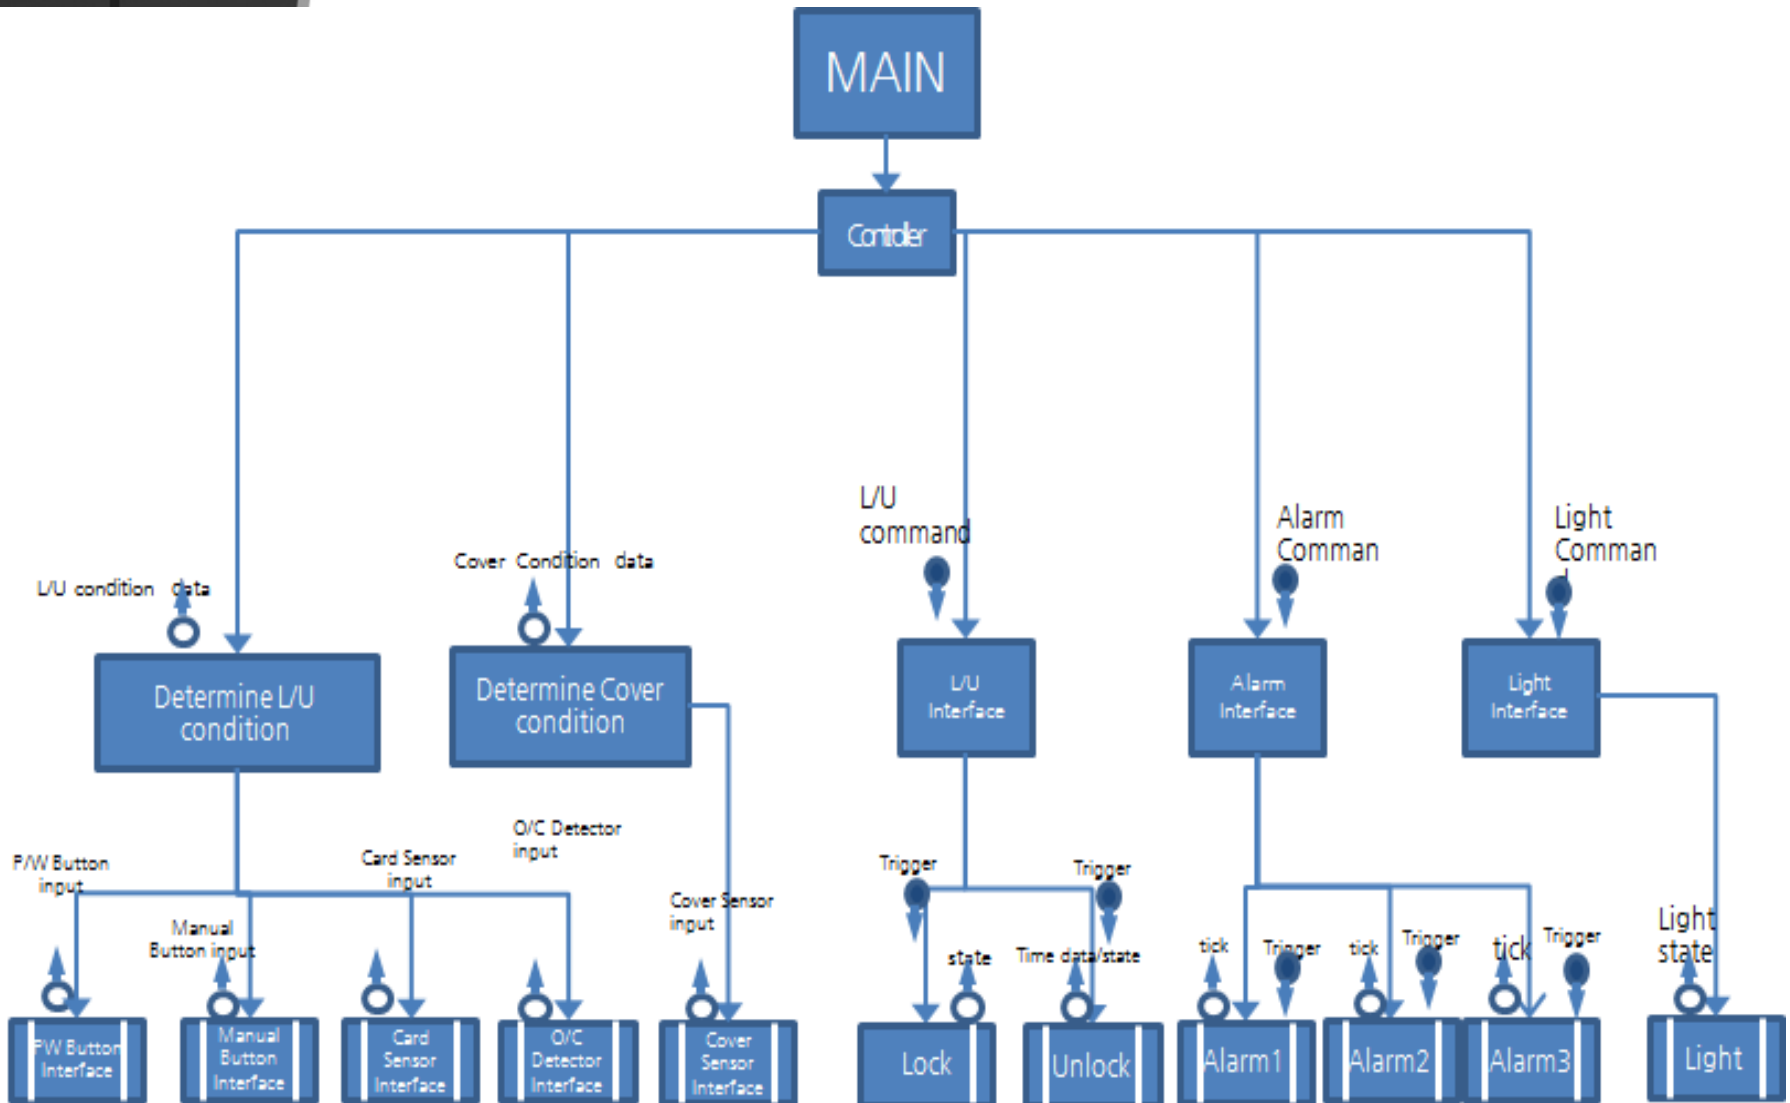 MAIN
Controller
L/U
command
Alarm
Comman
Light
Comman
Cover Condition data
L/U condition data
Determine L/U
condition
Determine Cover
condition
L/U
Interface
Alarm
Interface
Light
Interface
P/W Button
input
Manual
Button input
Card Sensor
input
O/C Detector
input
Cover Sensor
input
Trigger
state
Trigger
Time data/state
tick
Trigger
tick
Trigger
tick
Trigger
Light
state
PW Button
Interface
Manual
Button
Interface
Card
Sensor
Interface
O/C
Detector
Interface
Cover
Sensor
Interface
Lock
Unlock
Alarm1
Alarm2
Alarm3
Light